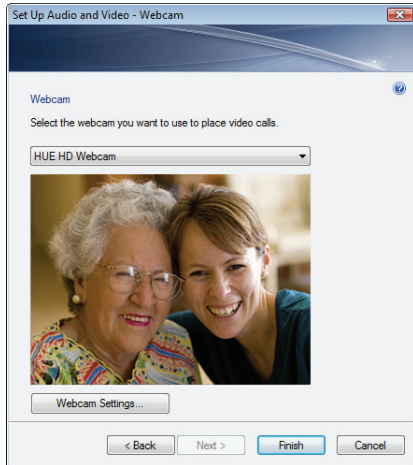 Set Up Audio and Video - Webcam
Webcam
Select the webcam you want to use to place video calls.
HUE HD Webcam
Webcam Settings...
< Back Next > Finish Cancel